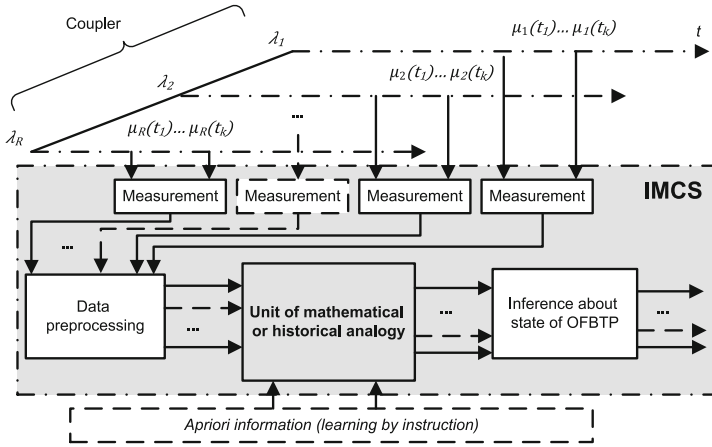 Coupler
λ1
μ1(t1)... μ1(tk)
t
λ2
μ2(t1)... μ2(tk)
...
λR
μR(t1)... μR(tk)
IMCS
Measurement
Measurement
Measurement
Measurement
...
...
Data
preprocessing
...
Unit of mathematical
or historical analogy
...
Inference about
state of OFBTP
...
Apriori information (learning by instruction)